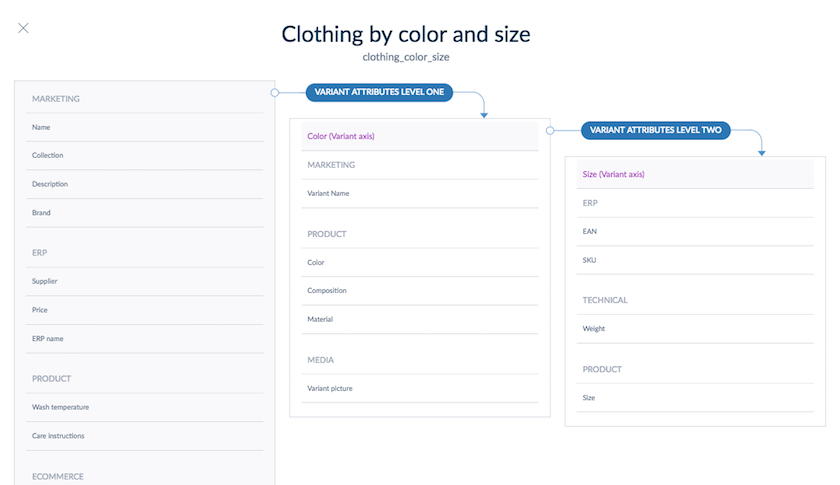 Clothing by color and size
clothing_color_size
MARKETING
Name
Collection
Description
Brand
ERP
Supplier
Price
ERP name
PRODUCT
Wash temperature
Care instructions
ECOMMERCE
VARIANT ATTRIBUTES LEVEL ONE
Color (Variant axis)
MARKETING
Variant Name
PRODUCT
Color
Composition
Material
MEDIA
Variant picture
VARIANT ATTRIBUTES LEVEL TWO
Size (Variant axis)
ERP
EAN
SKU
TECHNICAL
Weight
PRODUCT
Size